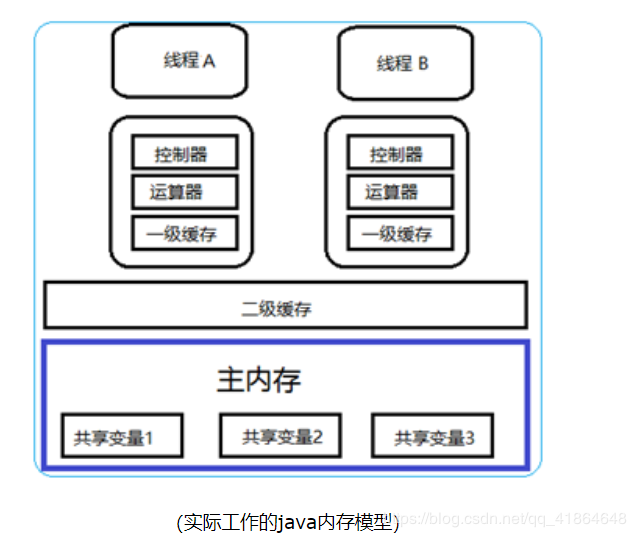 线程 A
线程 B
控制器
控制器
运算器
运算器
一级缓存
一级缓存
二级缓存
主内存
共享变量1
共享变量2
共享变量3
(实际工作的java内存模型)
https://blog.csdn.net/qq_41864648